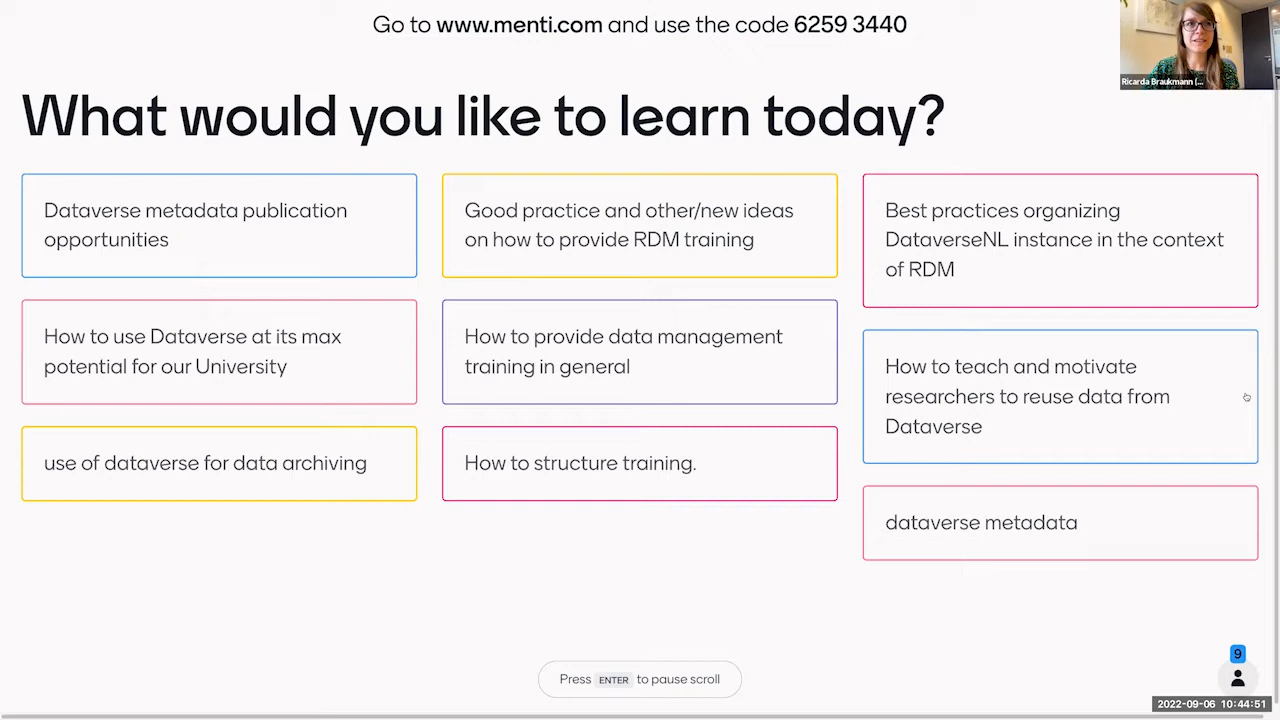 Go to www.menti.com and use the code 6259 3440
Ricarda Braukmann (...
What would you like to learn today?
Dataverse metadata publication
opportunities
How to use Dataverse at its max
potential for our University
use of dataverse for data archiving
Good practice and other/new ideas
on how to provide RDM training
How to provide data management
training in general
How to structure training.
Best practices organizing
DataverseNL instance in the context
of RDM
How to teach and motivate
researchers to reuse data from
Dataverse
dataverse metadata
Press ENTER to pause scroll
9
2022-09-06 10:44:51